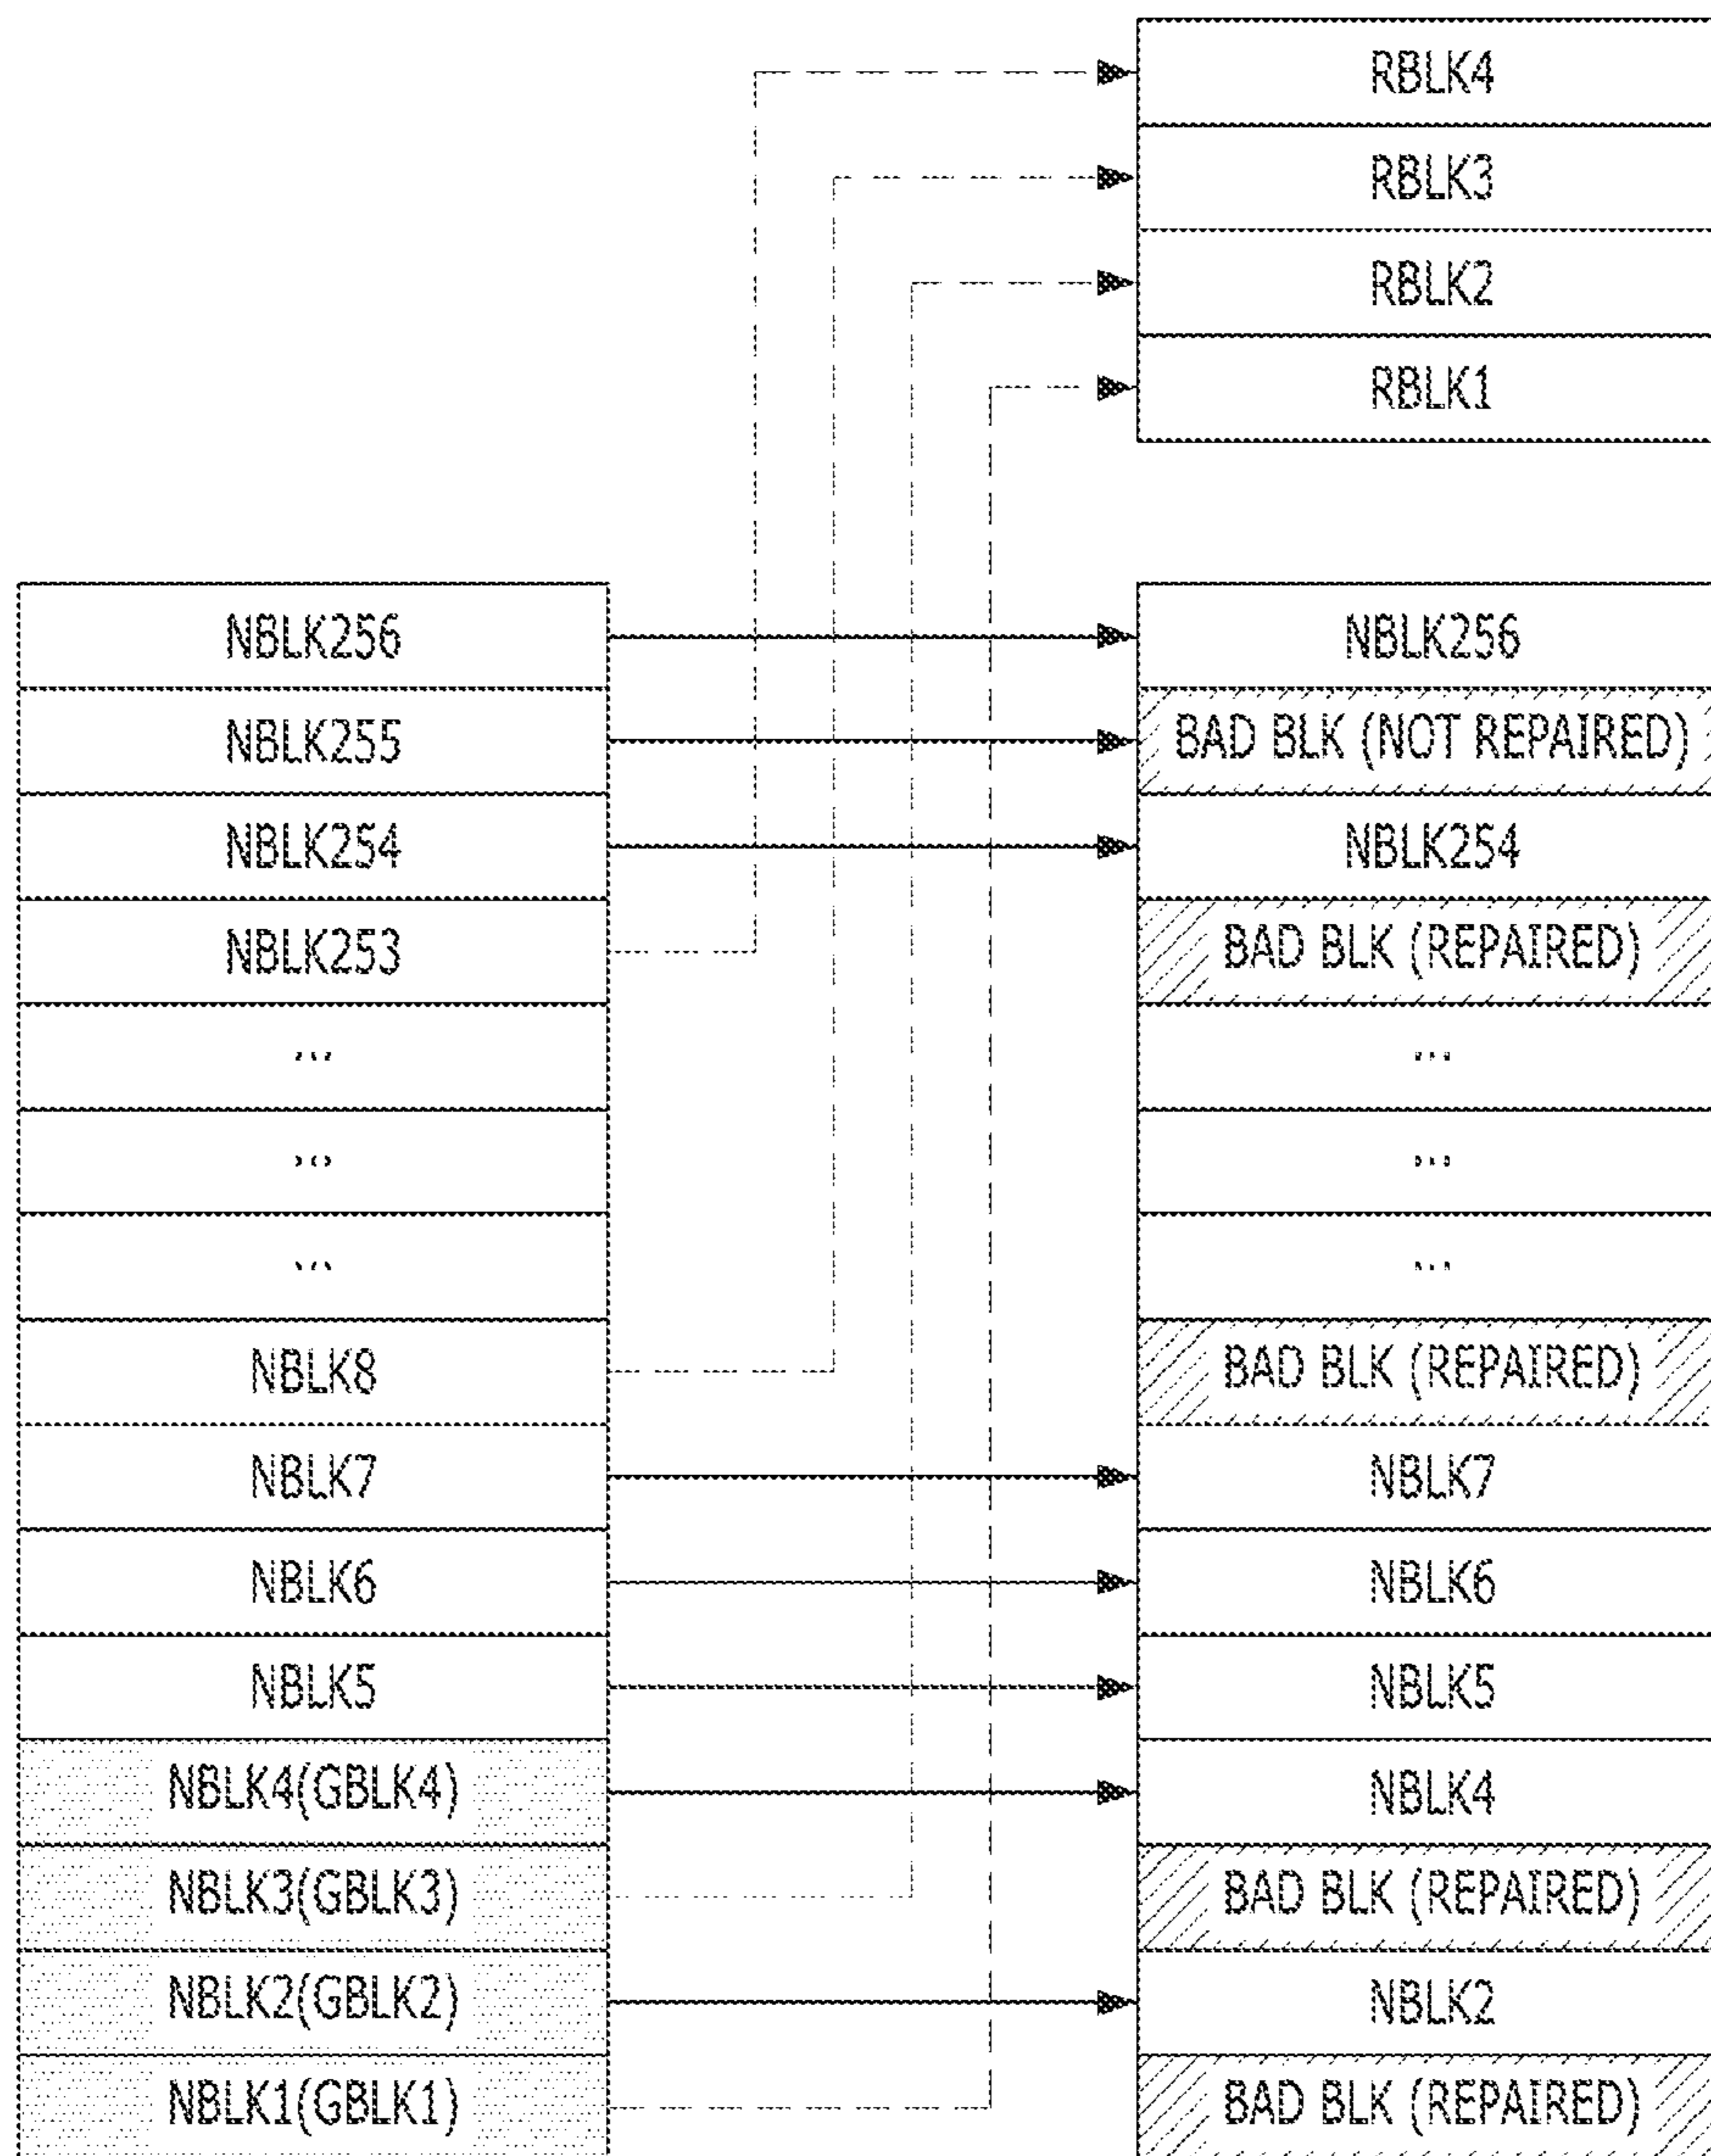 RBLK4
RBLK3
RBLK2
RBLK1
NBLK256
NBLK255
NBLK254
NBLK253
...
...
...
NBLK8
NBLK7
NBLK6
NBLK5
NBLK4(GBLK4)
NBLK3(GBLK3)
NBLK2(GBLK2)
NBLK1(GBLK1)
NBLK256
BAD BLK (NOT REPAIRED)
NBLK254
BAD BLK (REPAIRED)
...
...
...
BAD BLK (REPAIRED)
NBLK7
NBLK6
NBLK5
NBLK4
BAD BLK (REPAIRED)
NBLK2
BAD BLK (REPAIRED)